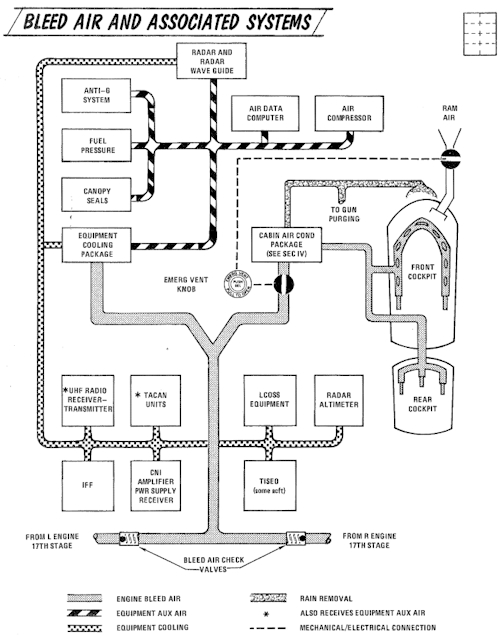 BLEED AIR AND ASSOCIATED SYSTEMS
RADAR AND
RADAR
WAVE GUIDE
ANTI-G
SYSTEM
AIR DATA
COMPUTER
AIR
COMPRESSOR
RAM
AIR
FUEL
PRESSURE
CANOPY
SEALS
TO GUN
PURGING
EQUIPMENT
COOLING
PACKAGE
CABIN AIR COND
PACKAGE
(SEE SEC IV)
FRONT
COCKPIT
EMERG VENT
KNOB
EMERG VENT
PULL TO OPEN
REAR
COCKPIT
*UHF RADIO
RECEIVER-
TRANSMITTER
* TACAN
UNITS
LCOSS
EQUIPMENT
RADAR
ALTIMETER
IFF
CNI
AMPLIFIER
PWR SUPPLY
RECEIVER
TISEO
(some acft)
FROM L ENGINE
17TH STAGE
FROM R ENGINE
17TH STAGE
BLEED AIR CHECK
VALVES
ENGINE BLEED AIR
EQUIPMENT AUX AIR
EQUIPMENT COOLING
RAIN REMOVAL
* ALSO RECEIVES EQUIPMENT AUX AIR
MECHANICAL/ELECTRICAL CONNECTION